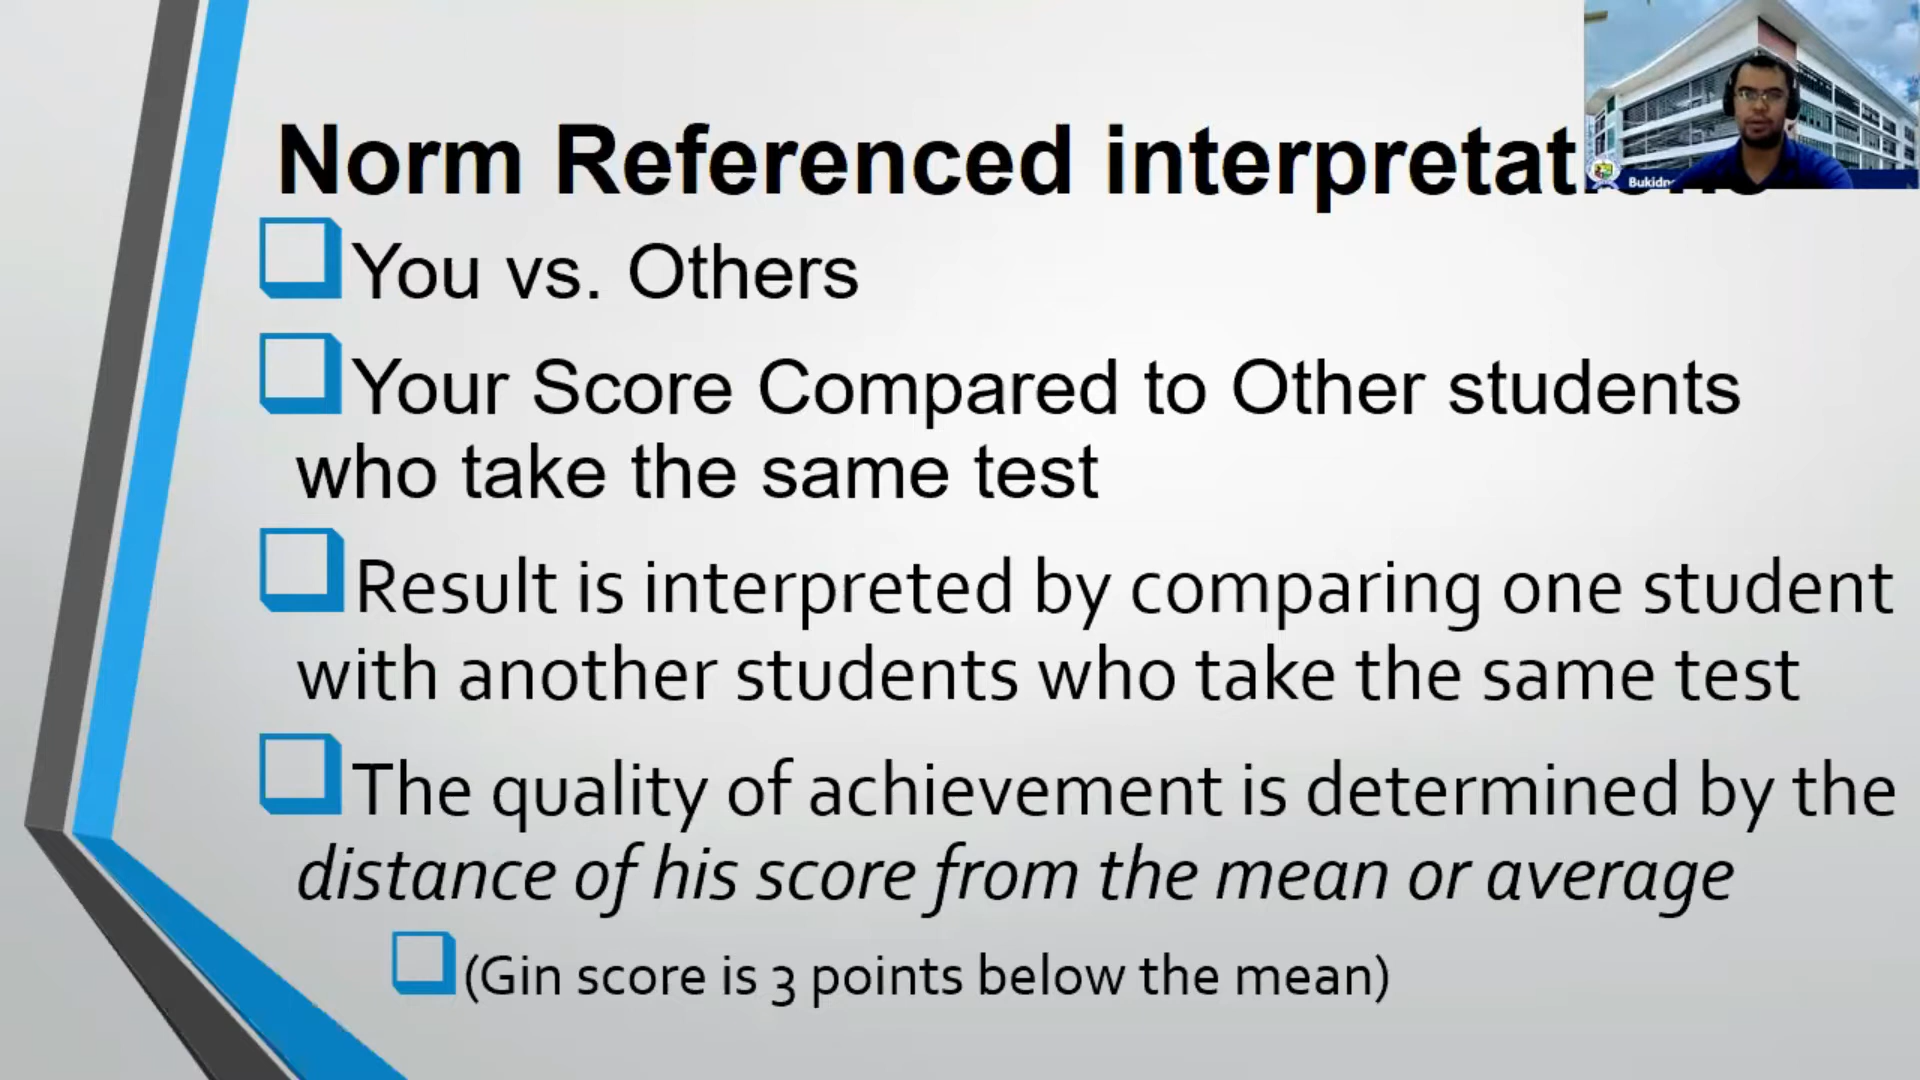 Norm Referenced
You vs. Others
Your Score Compared to Other students
who take the same test
Result is interpreted by comparing one student
with another students who take the same test
The quality of achievement is determined by the
distance of his score from the mean or average
(Gin score is 3 points below the mean)